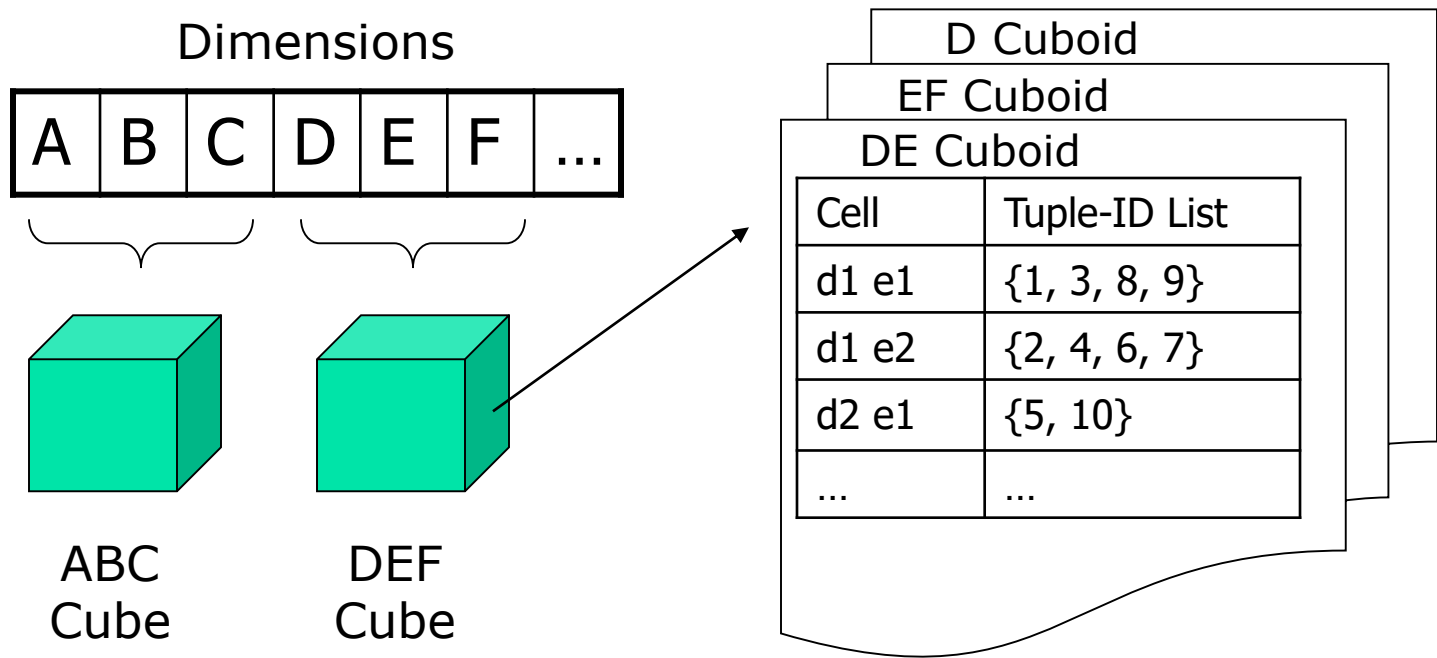 Dimensions
A B C D E F ...
ABC
Cube
DEF
Cube
D Cuboid
EF Cuboid
DE Cuboid
Cell Tuple-ID List
d1 e1 {1, 3, 8, 9}
d1 e2 {2, 4, 6, 7}
d2 e1 {5, 10}
... ...